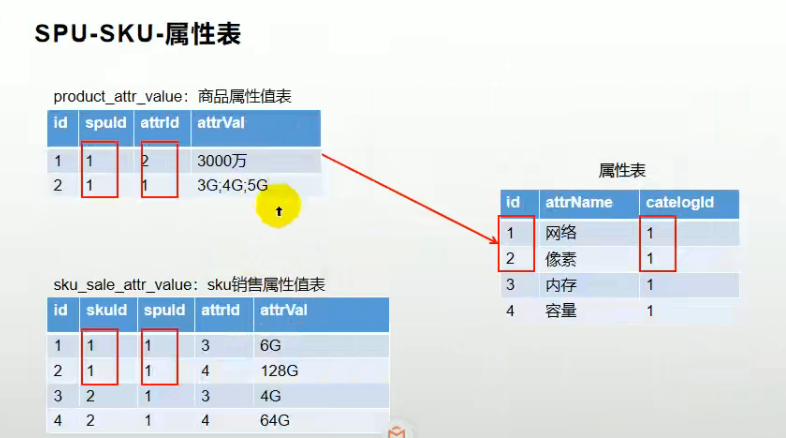 SPU-SKU-属性表
product_attr_value：商品属性值表
id spuId attrId attrVal
1 1 2 3000万
2 1 1 3G;4G;5G
属性表
id attrName catelogId
1 网络 1
2 像素 1
3 内存 1
4 容量 1
sku_sale_attr_value：sku销售属性值表
id skuId spuId attrId attrVal
1 1 1 3 6G
2 1 1 4 128G
3 2 1 3 4G
4 2 1 4 64G